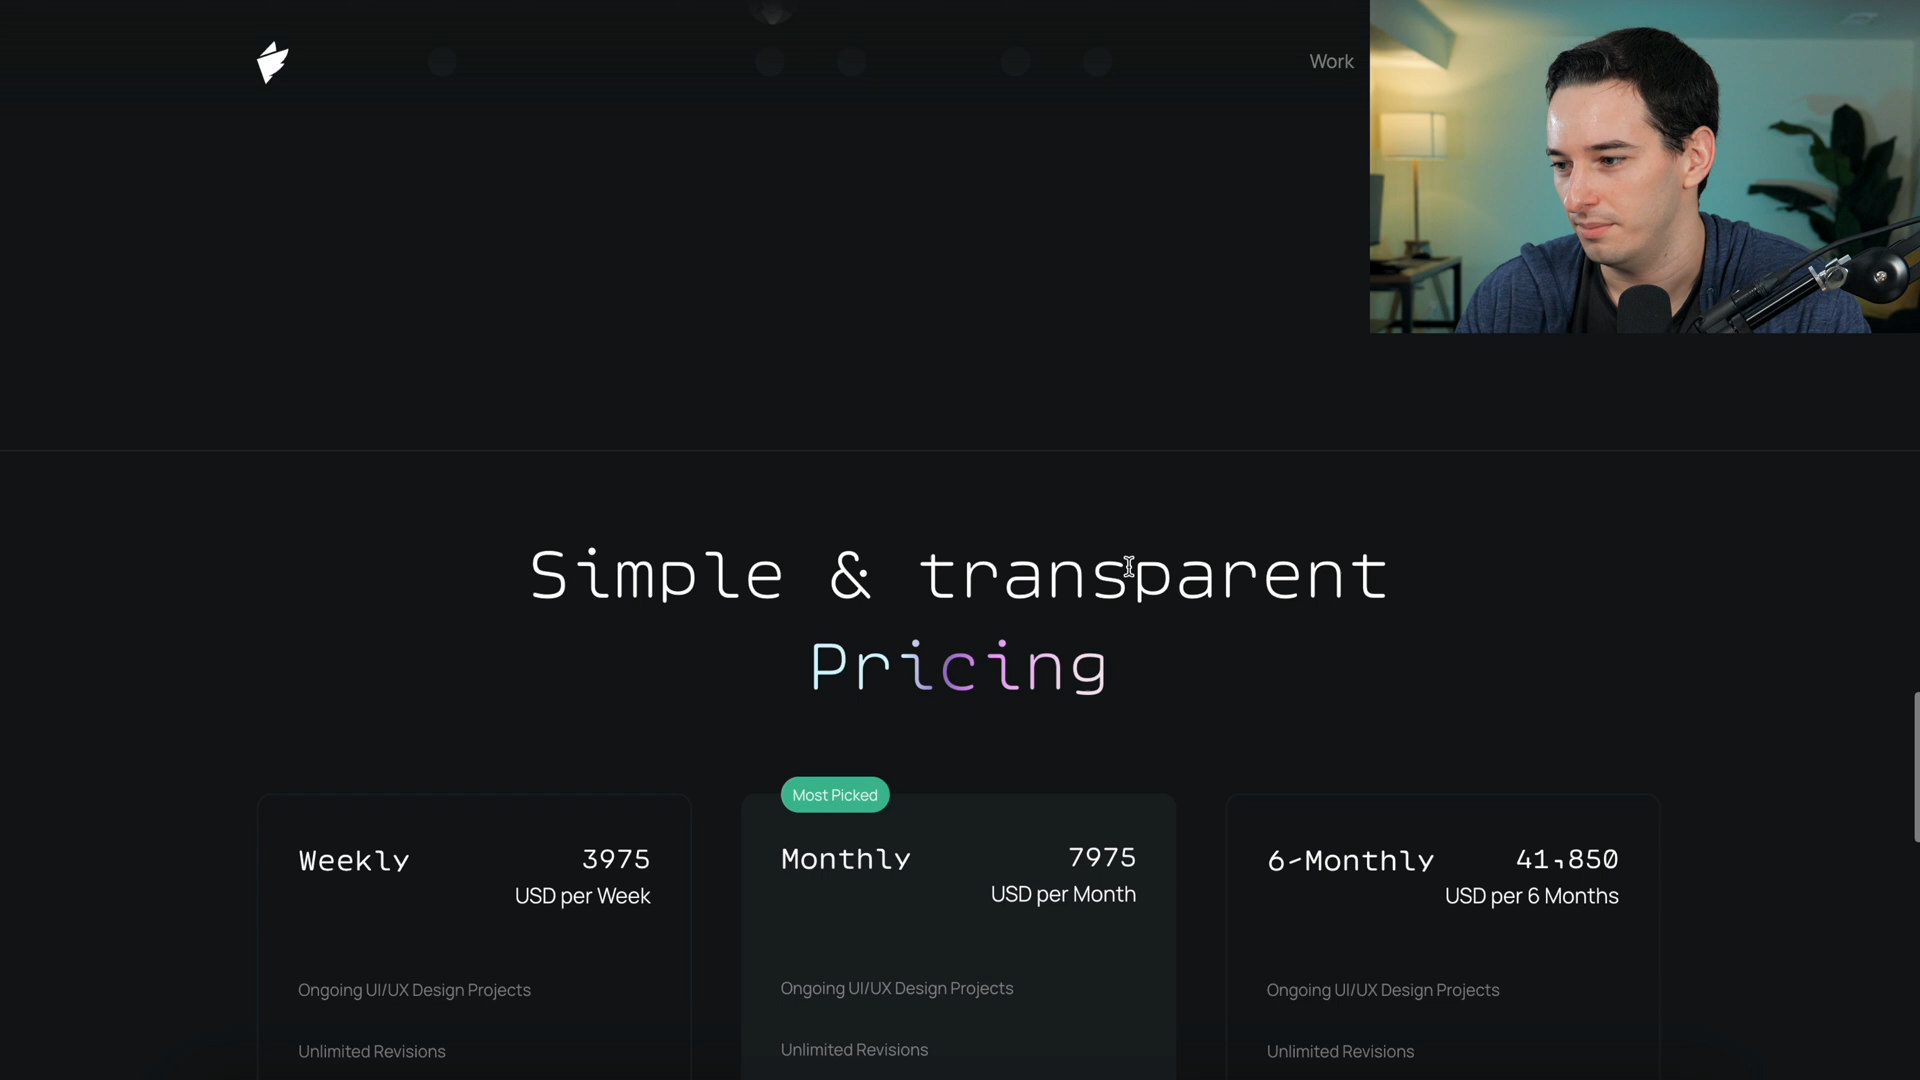 Work
Simple & transparent
Pricing
Most Picked
Weekly
3975
USD per Week
Monthly
7975
USD per Month
6-Monthly
41,850
USD per 6 Months
Ongoing UI/UX Design Projects
Ongoing UI/UX Design Projects
Ongoing UI/UX Design Projects
Unlimited Revisions
Unlimited Revisions
Unlimited Revisions